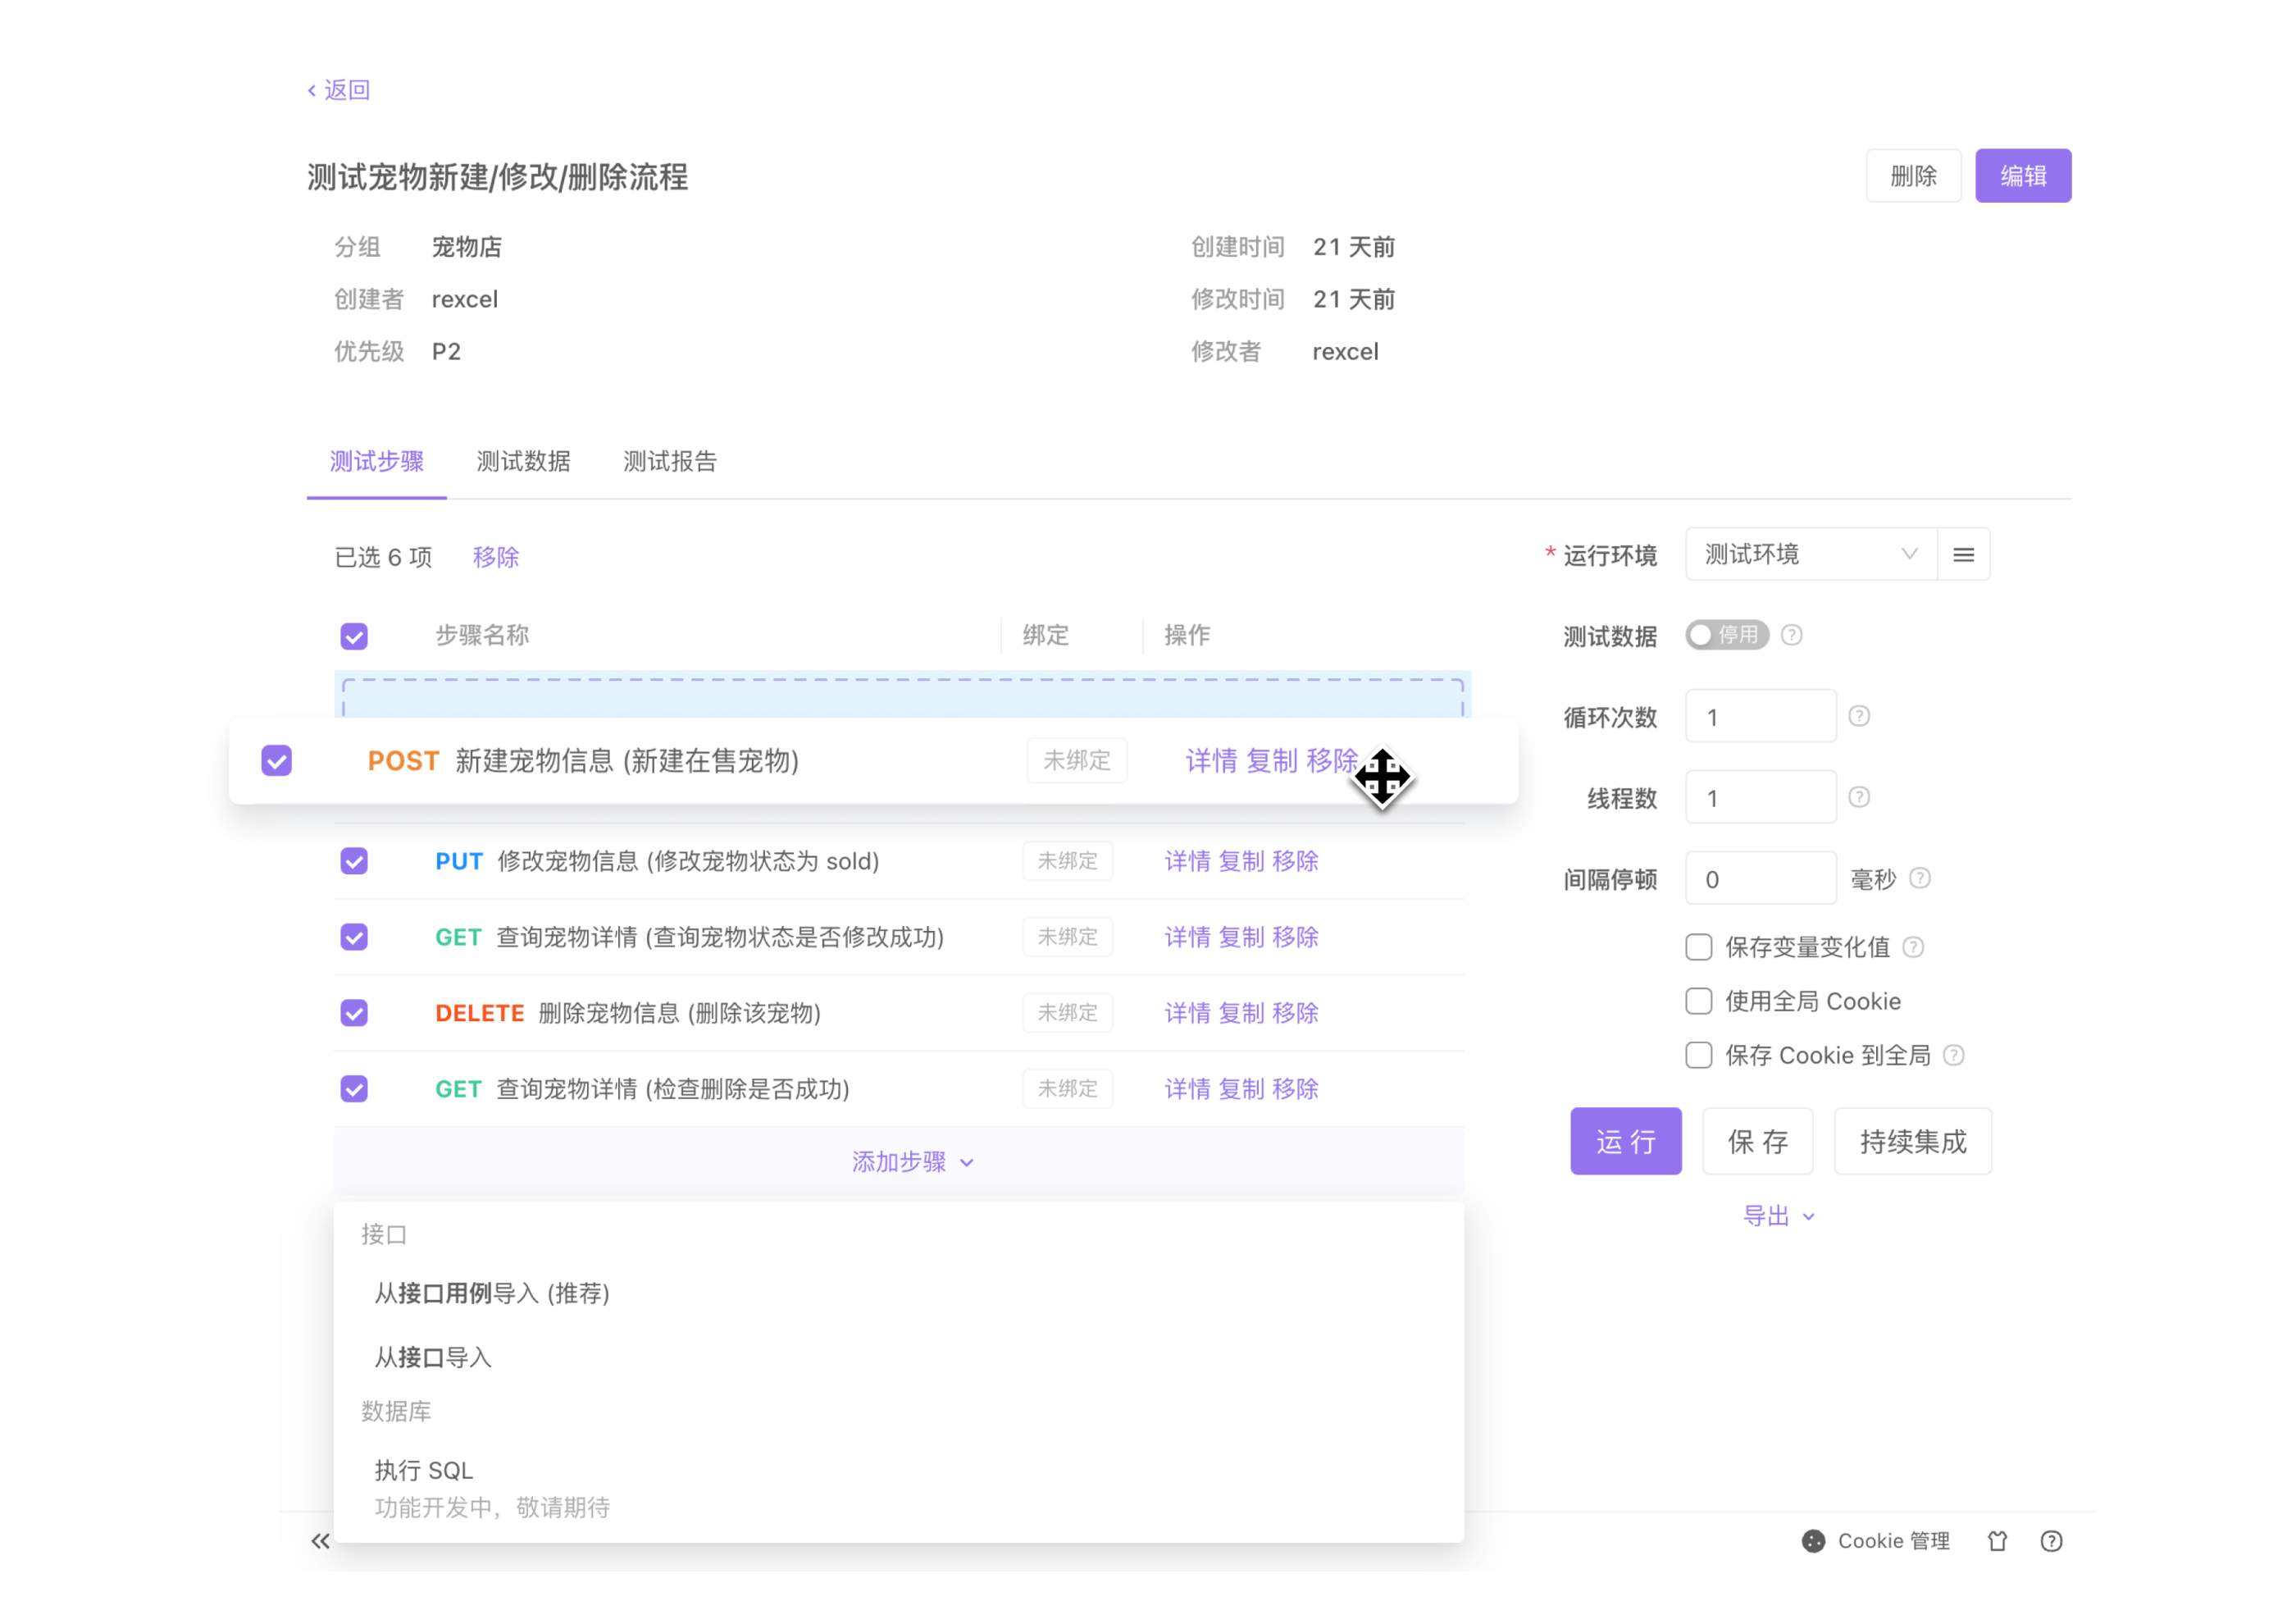 返回
测试宠物新建/修改/删除流程
删除 编辑
分组 宠物店 创建时间 21 天前
创建者 rexcel 修改时间 21 天前
优先级 P2 修改者 rexcel
测试步骤 测试数据 测试报告
已选 6 项 移除
步骤名称 绑定 操作
POST 新建宠物信息 (新建在售宠物) 未绑定 详情 复制 移除
PUT 修改宠物信息 (修改宠物状态为 sold) 未绑定 详情 复制 移除
GET 查询宠物详情 (查询宠物状态是否修改成功) 未绑定 详情 复制 移除
DELETE 删除宠物信息 (删除该宠物) 未绑定 详情 复制 移除
GET 查询宠物详情 (检查删除是否成功) 未绑定 详情 复制 移除
添加步骤
接口
从接口用例导入 (推荐)
从接口导入
数据库
执行 SQL
功能开发中，敬请期待
* 运行环境 测试环境
测试数据 停用
循环次数 1
线程数 1
间隔停顿 0 毫秒
保存变量变化值
使用全局 Cookie
保存 Cookie 到全局
运 行 保 存 持续集成
导出
Cookie 管理